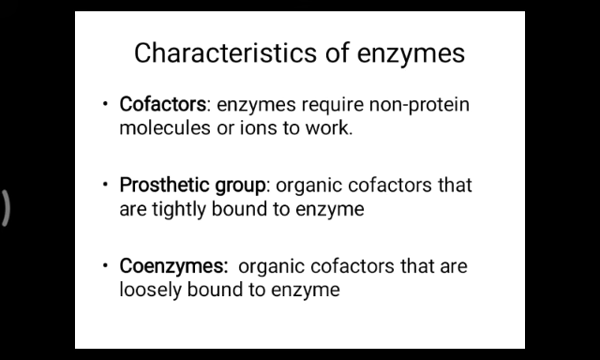 Characteristics of enzymes
• Cofactors: enzymes require non-protein
molecules or ions to work.
• Prosthetic group: organic cofactors that
are tightly bound to enzyme
• Coenzymes: organic cofactors that are
loosely bound to enzyme